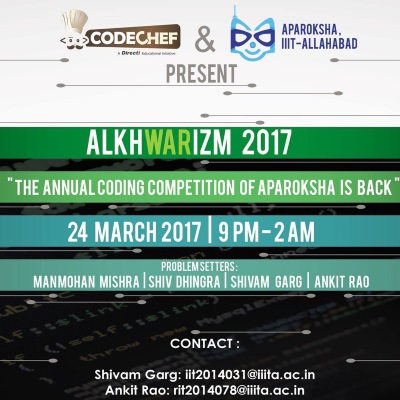 CODECHEF
A Directi Educational Initiative
&
APAROKSHA,
IIIT-ALLAHABAD
PRESENT
ALKHWARIZM 2017
"THE ANNUAL CODING COMPETITION OF APAROKSHA IS BACK"
24 MARCH 2017 | 9 PM - 2 AM
PROBLEM SETTERS :
MANMOHAN MISHRA | SHIV DHINGRA | SHIVAM GARG | ANKIT RAO
CONTACT :
Shivam Garg: iit2014031@iiita.ac.in
Ankit Rao: rit2014078@iiita.ac.in